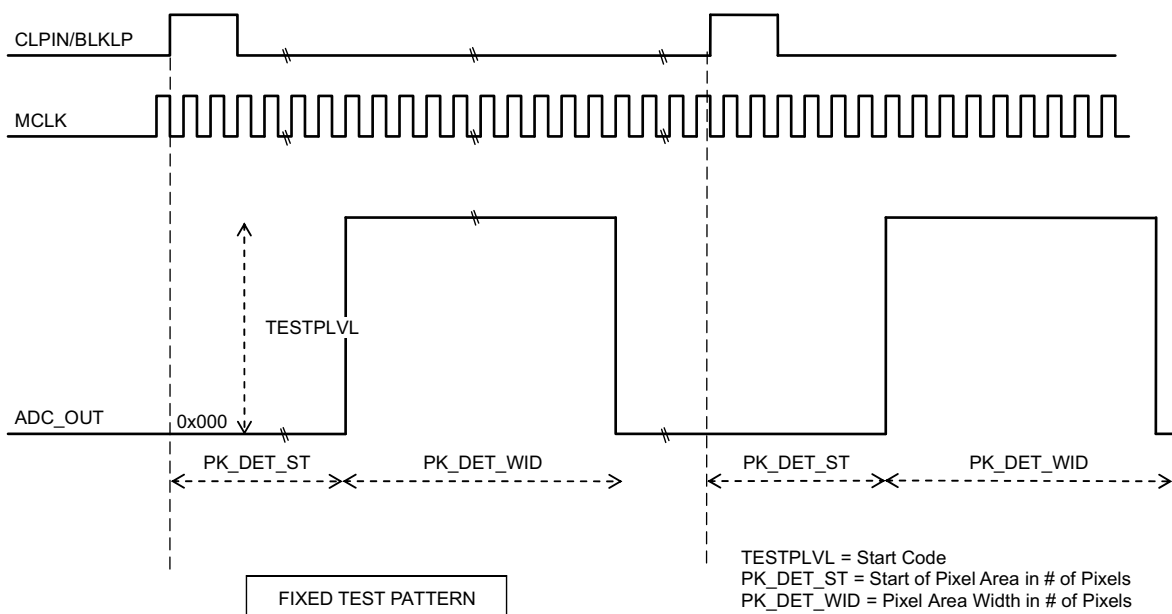 CLPIN/BLKLP
MCLK
TESTPLVL
ADC_OUT
0x000
PK_DET_ST
PK_DET_WID
PK_DET_ST
PK_DET_WID
FIXED TEST PATTERN
TESTPLVL = Start Code
PK_DET_ST = Start of Pixel Area in # of Pixels
PK_DET_WID = Pixel Area Width in # of Pixels